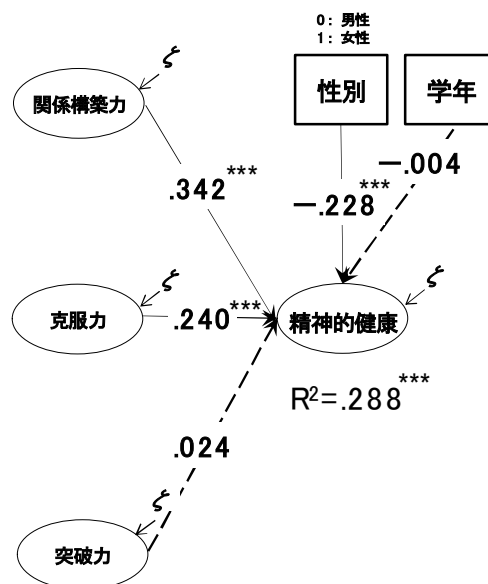 0: 男性
1: 女性
ζ
関係構築力
性別
学年
.342***
−.228***
−.004
ζ
克服力
.240***
ζ
精神的健康
R²=.288***
.024
ζ
突破力